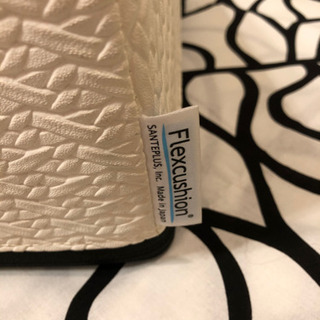 Flexcushion®
SANTEPLUS, Inc. Made in Japan